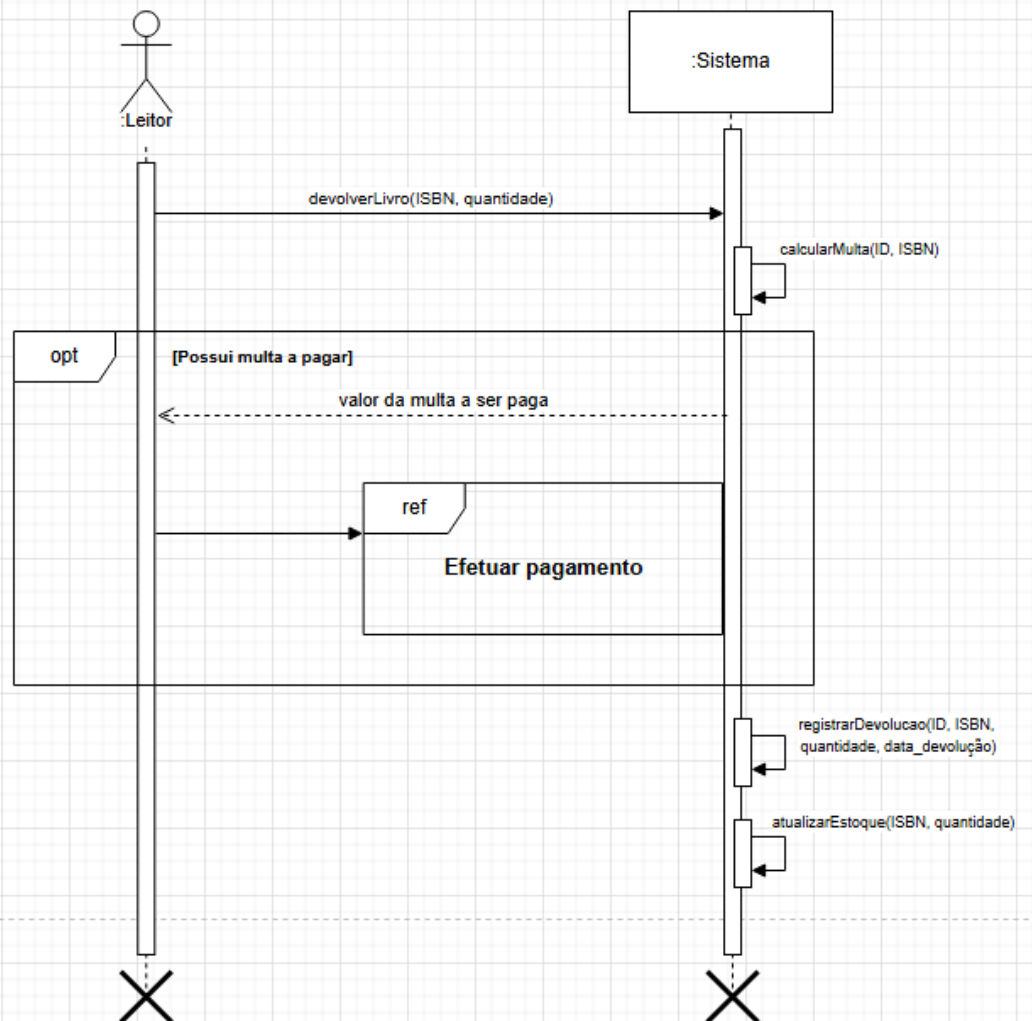 :Leitor
:Sistema
devolverLivro(ISBN, quantidade)
calcularMulta(ID, ISBN)
opt
[Possui multa a pagar]
valor da multa a ser paga
ref
Efetuar pagamento
registrarDevolucao(ID, ISBN,
quantidade, data_devolução)
atualizarEstoque(ISBN, quantidade)